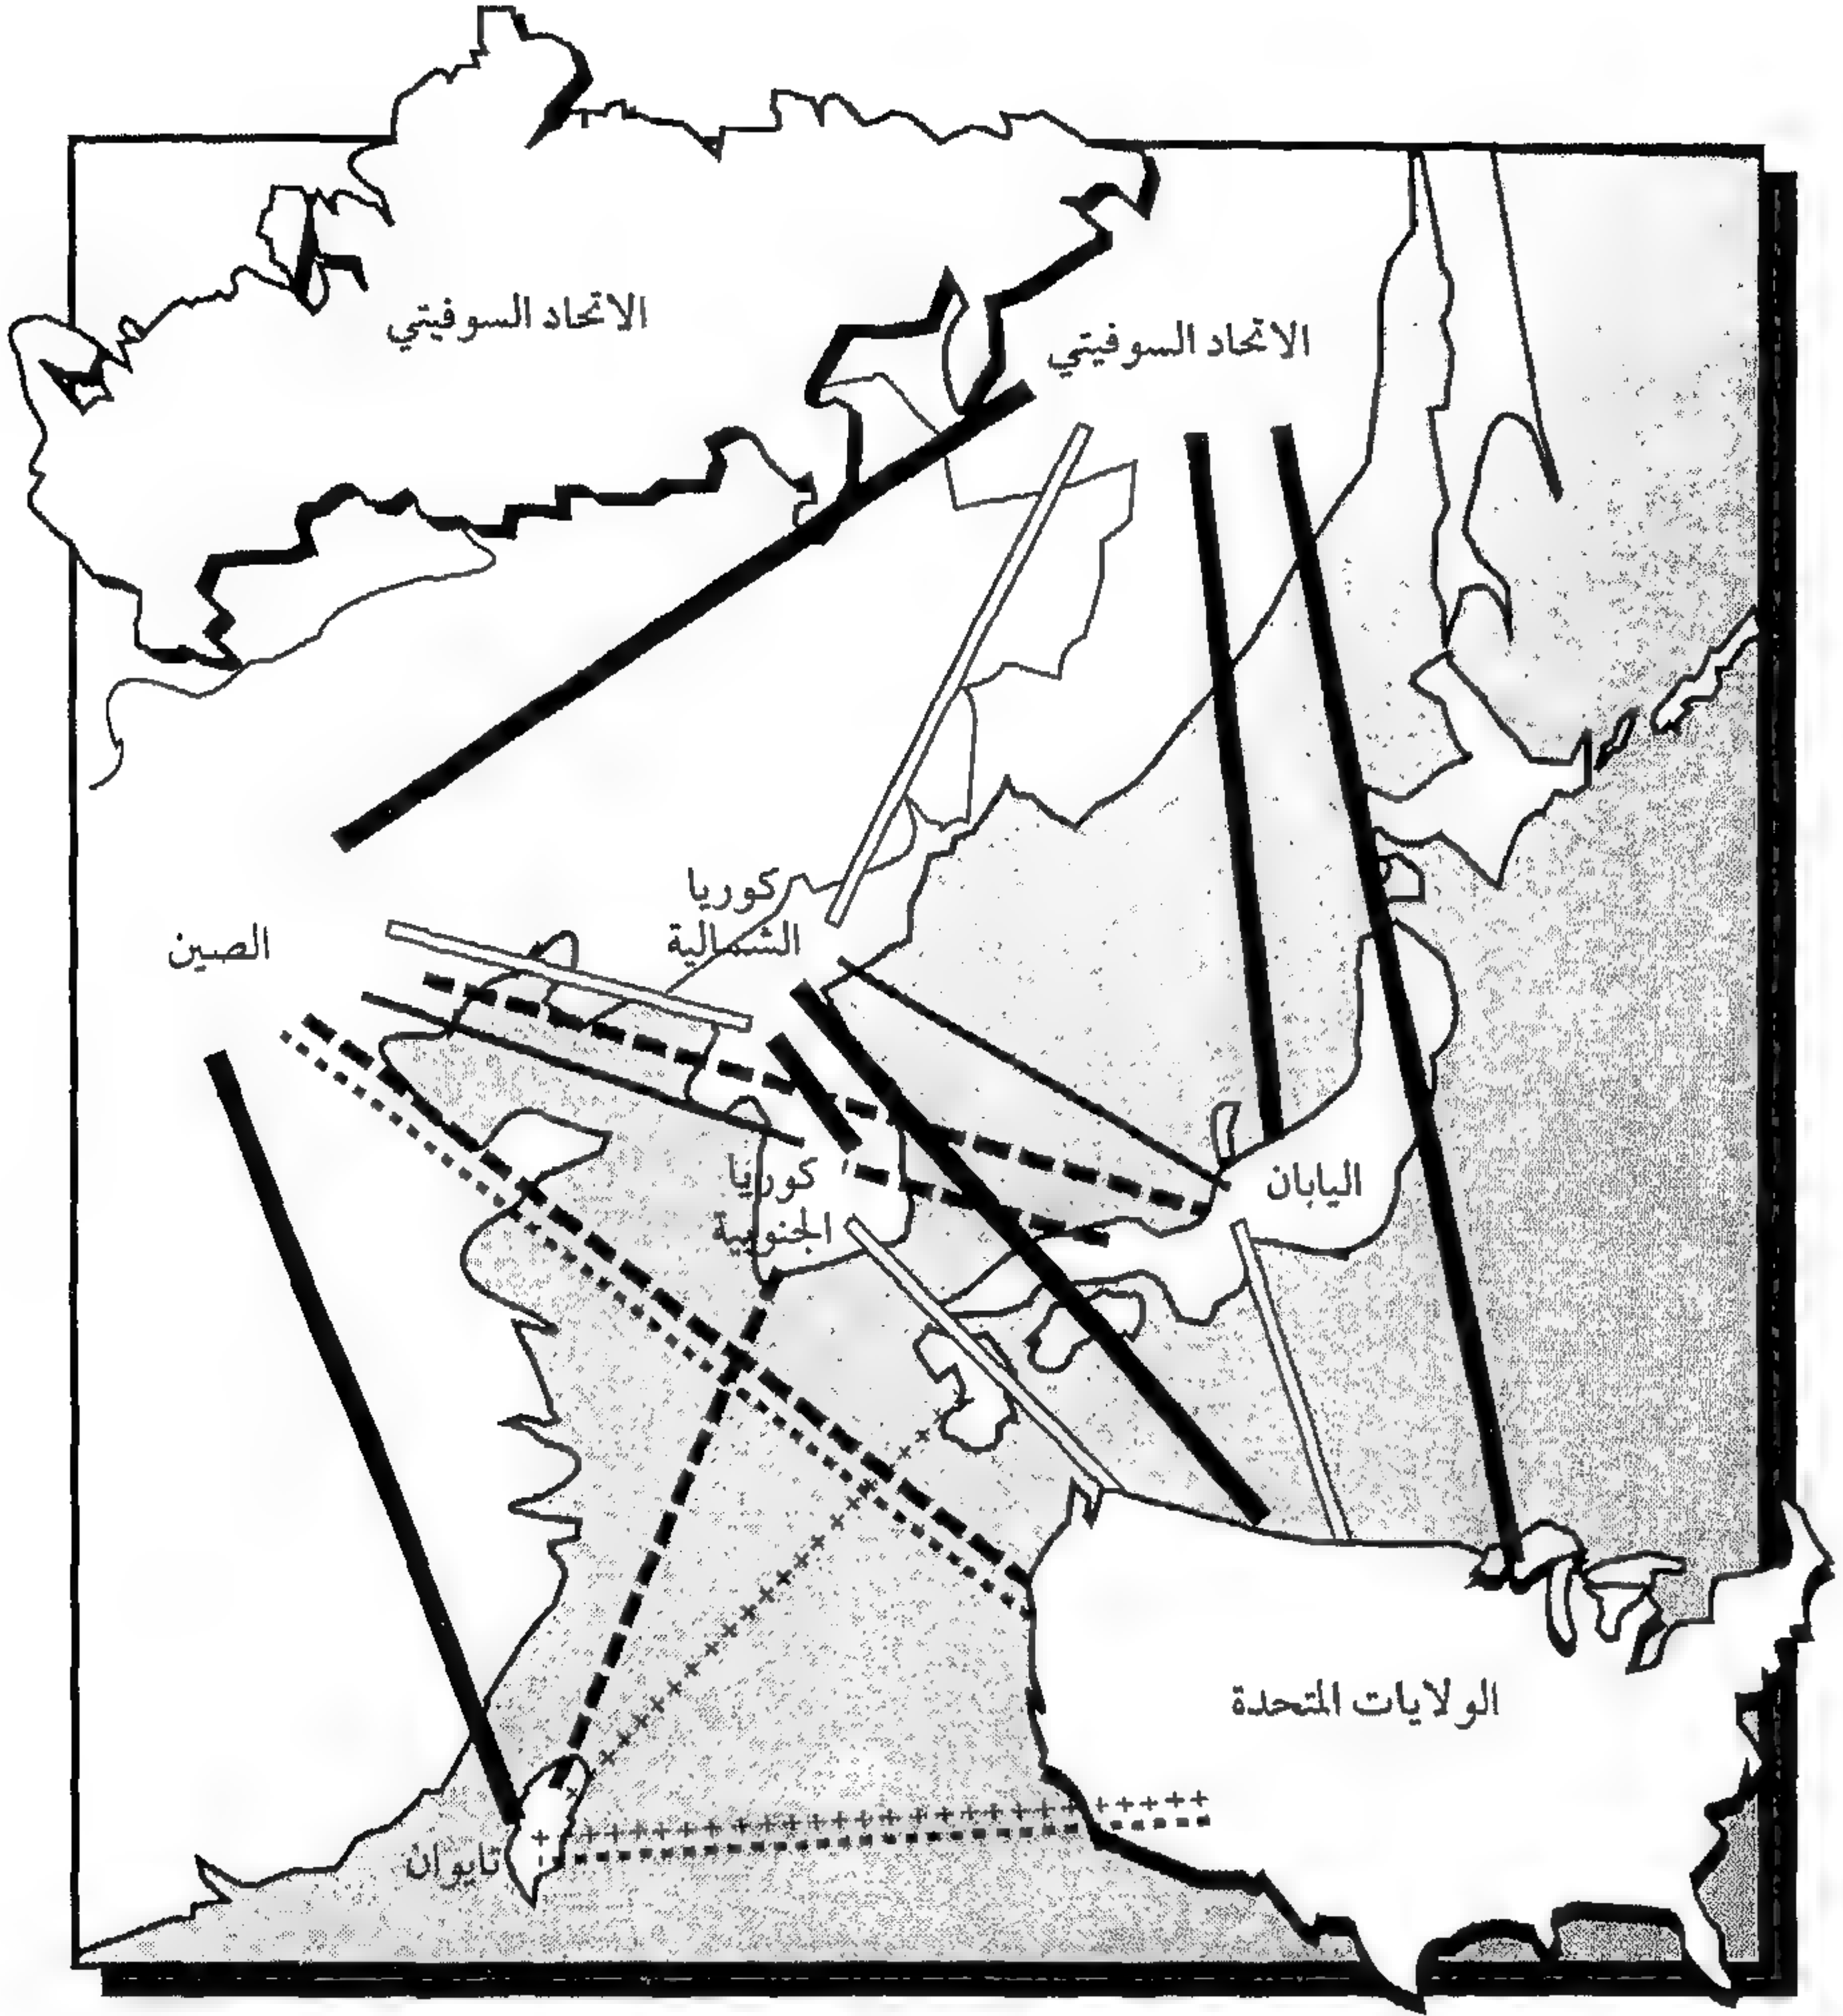 الاتحاد السوفيتي
الاتحاد السوفيتي
كوريا
الشمالية
الصين
كوريا
الجنوبية
اليابان
الولايات المتحدة
تايوان